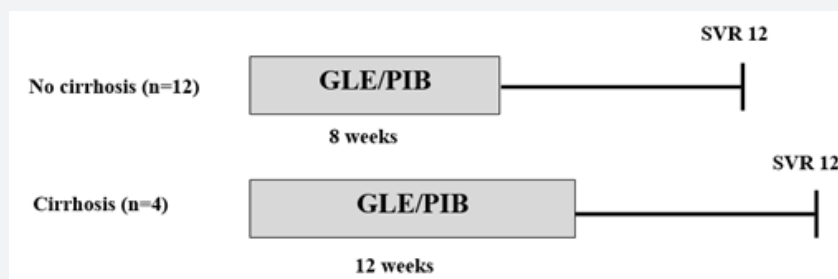 SVR 12
No cirrhosis (n=12)
GLE/PIB
8 weeks
SVR 12
Cirrhosis (n=4)
GLE/PIB
12 weeks